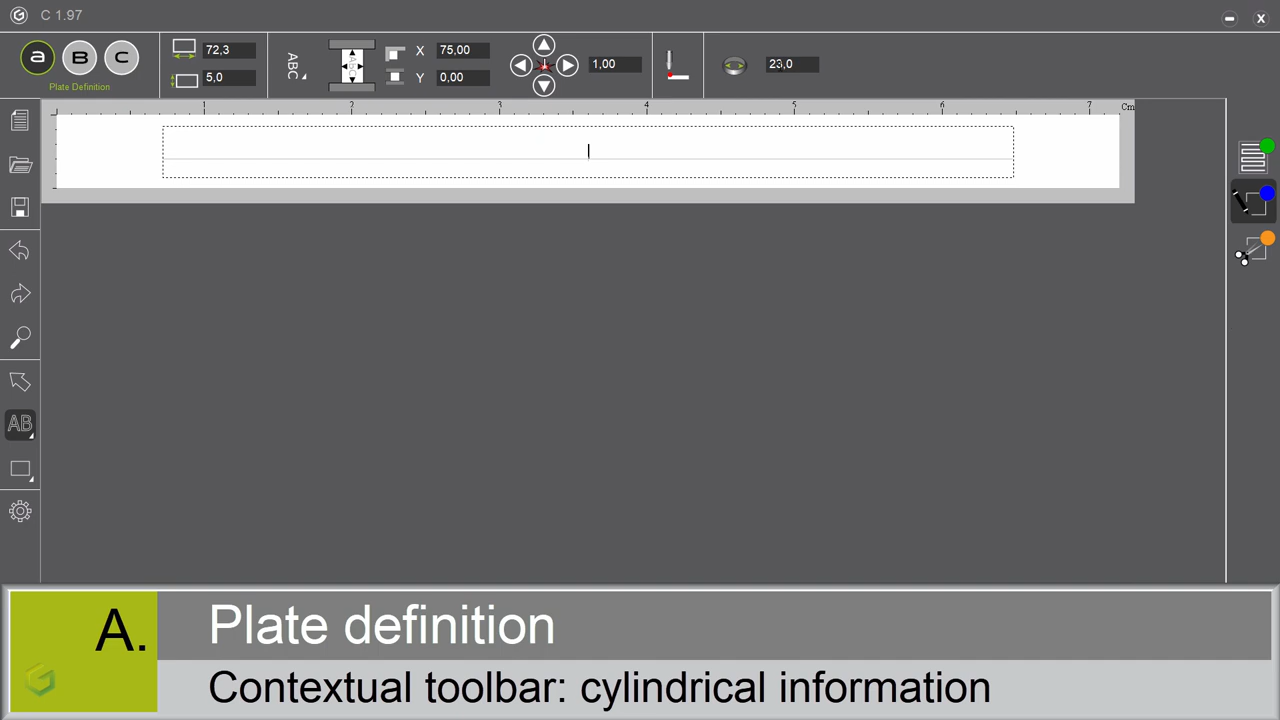 C 1.97
a B C
Plate Definition
72,3
5,0
ABC
AbC
X 75,00
Y 0,00
1,00
23,0
1 2 3 4 5 6 7 Cm
AB
A. Plate definition
Contextual toolbar: cylindrical information